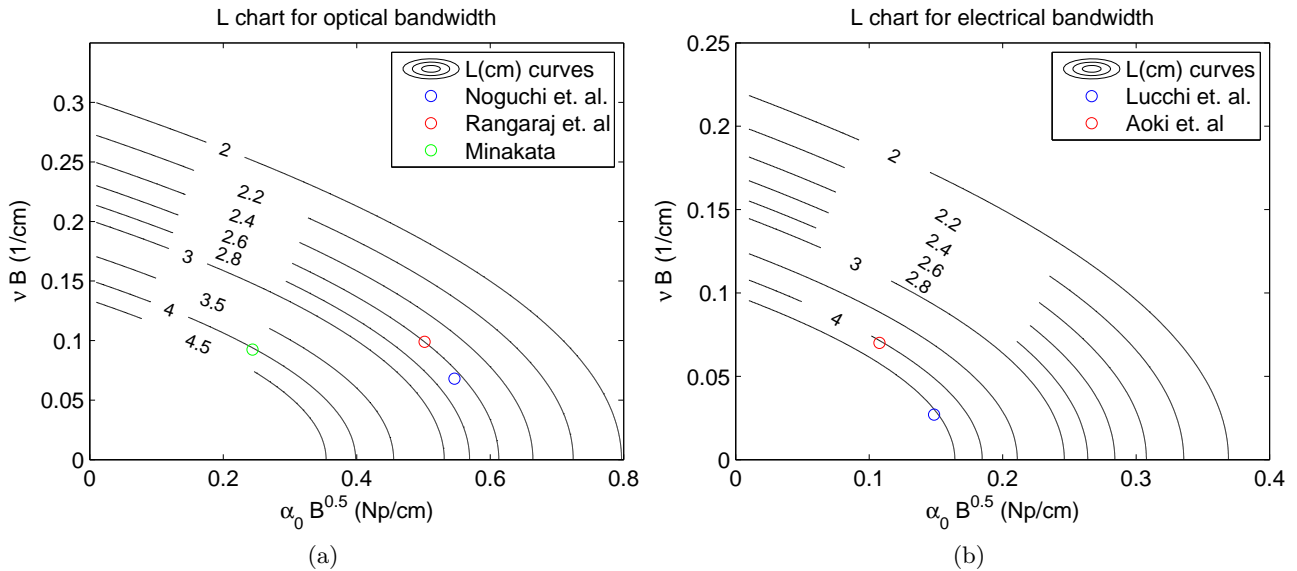 L chart for optical bandwidth
L(cm) curves
Noguchi et. al.
Rangaraj et. al
Minakata
0.3
0.25
0.2
0.15
0.1
0.05
0
ν B (1/cm)
2
2.2
2.4
2.6
2.8
3
3.5
4
4.5
0 0.2 0.4 0.6 0.8
α₀ B^0.5 (Np/cm)
(a)
L chart for electrical bandwidth
L(cm) curves
Lucchi et. al.
Aoki et. al
0.25
0.2
0.15
0.1
0.05
0
ν B (1/cm)
2
2.2
2.4
2.6
2.8
3
4
0 0.1 0.2 0.3 0.4
α₀ B^0.5 (Np/cm)
(b)